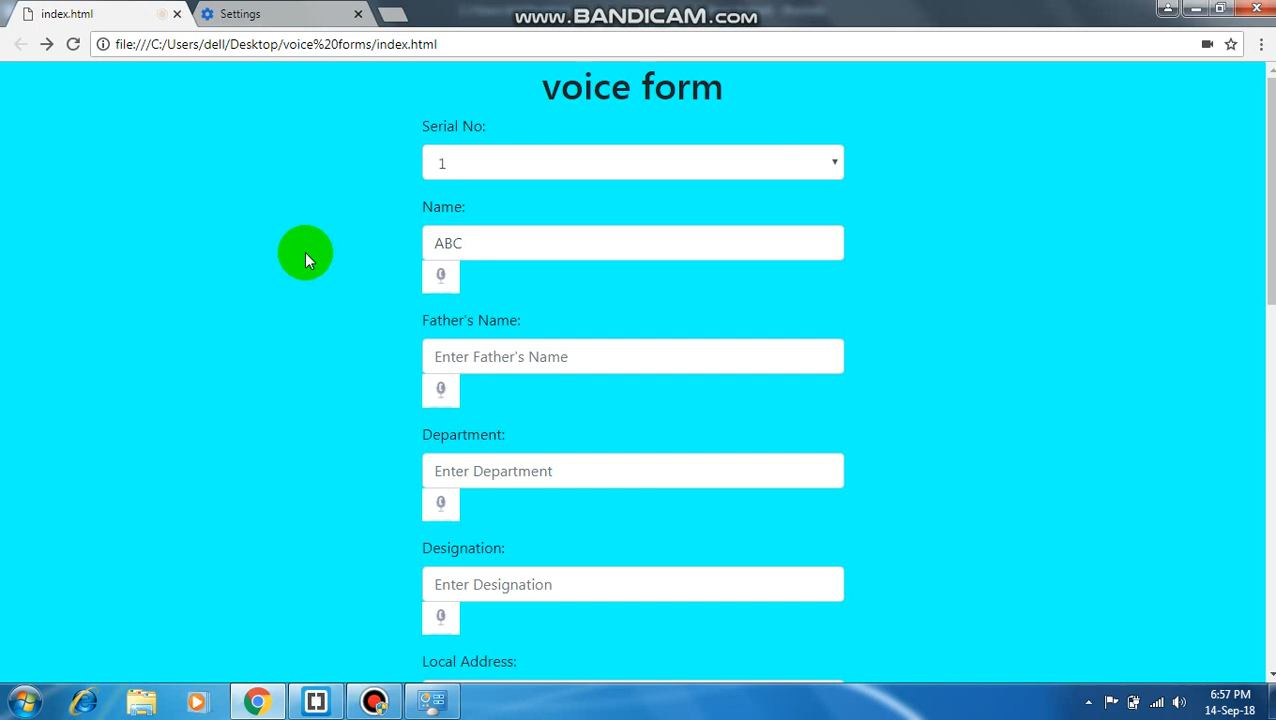 index.html
Settings
www.BANDICAM.com
file:///C:/Users/dell/Desktop/voice%20forms/index.html
voice form
Serial No:
1
Name:
ABC
Father's Name:
Enter Father's Name
Department:
Enter Department
Designation:
Enter Designation
Local Address:
6:57 PM
14-Sep-18